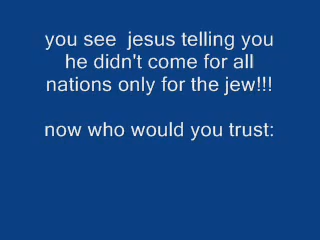 you see  jesus telling you
he didn't come for all
nations only for the jew!!!
now who would you trust: